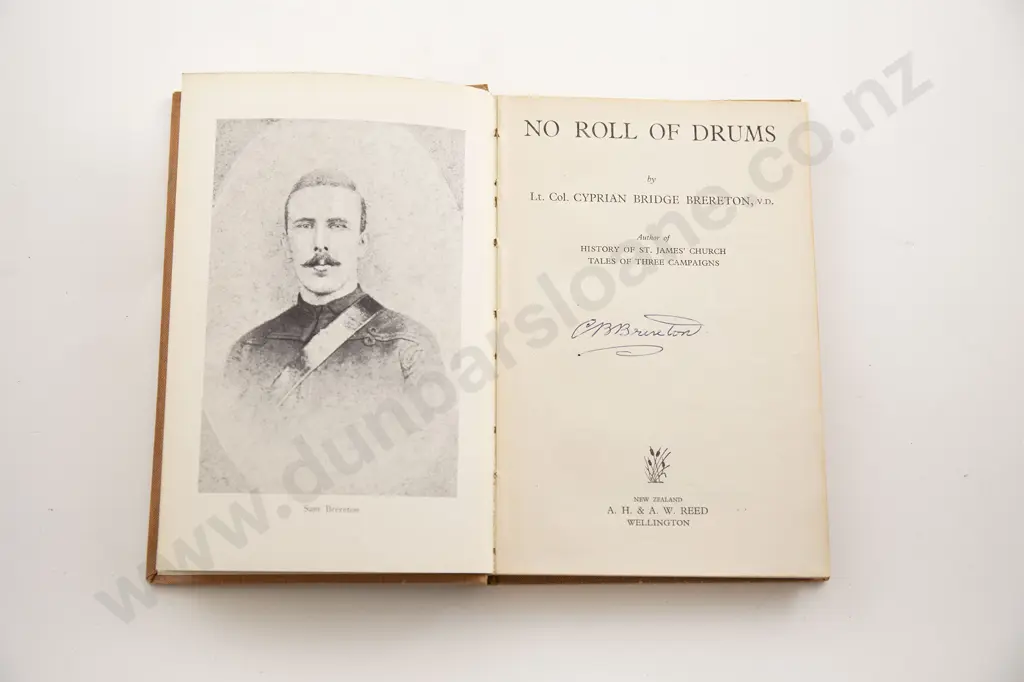 Sam Brereton
NO ROLL OF DRUMS
by
Lt. Col. CYPRIAN BRIDGE BRERETON, V.D.
Author of
HISTORY OF ST. JAMES' CHURCH
TALES OF THREE CAMPAIGNS
C B Brereton
NEW ZEALAND
A. H. & A. W. REED
WELLINGTON
www.dunbarsloane.co.nz